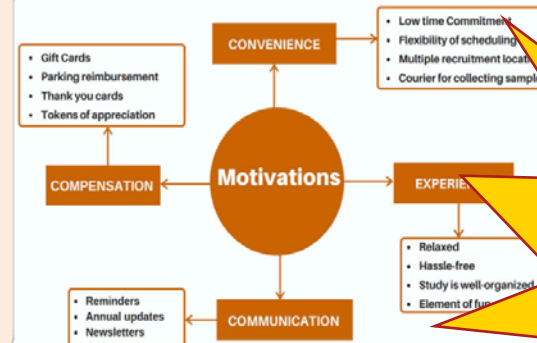 • Low time Commitment
• Flexibility of scheduling
• Multiple recruitment
• Courier for collecting
CONVENIENCE
• Gift Cards
• Parking reimbursement
• Thank you cards
• Tokens of appreciation
Motivations
COMPENSATION
• Relaxed
• Hassle-free
• Study is well-organized
• Element of
• Reminders
• Annual updates
• Newsletters
COMMUNICATION